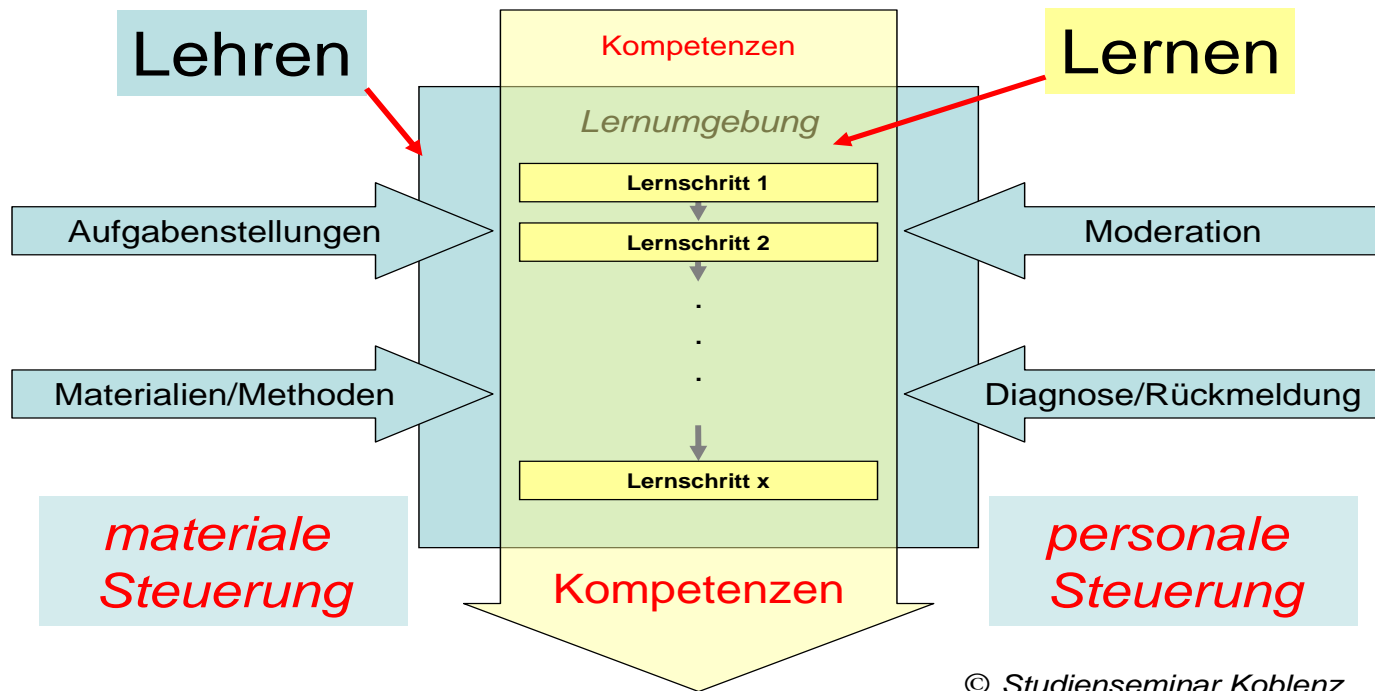 Lehren
Kompetenzen
Lernen
Lernumgebung
Lernschritt 1
Aufgabenstellungen
Lernschritt 2
Moderation
.
.
.
Materialien/Methoden
Diagnose/Rückmeldung
Lernschritt x
materiale
Steuerung
personale
Steuerung
Kompetenzen
© Studienseminar Koblenz